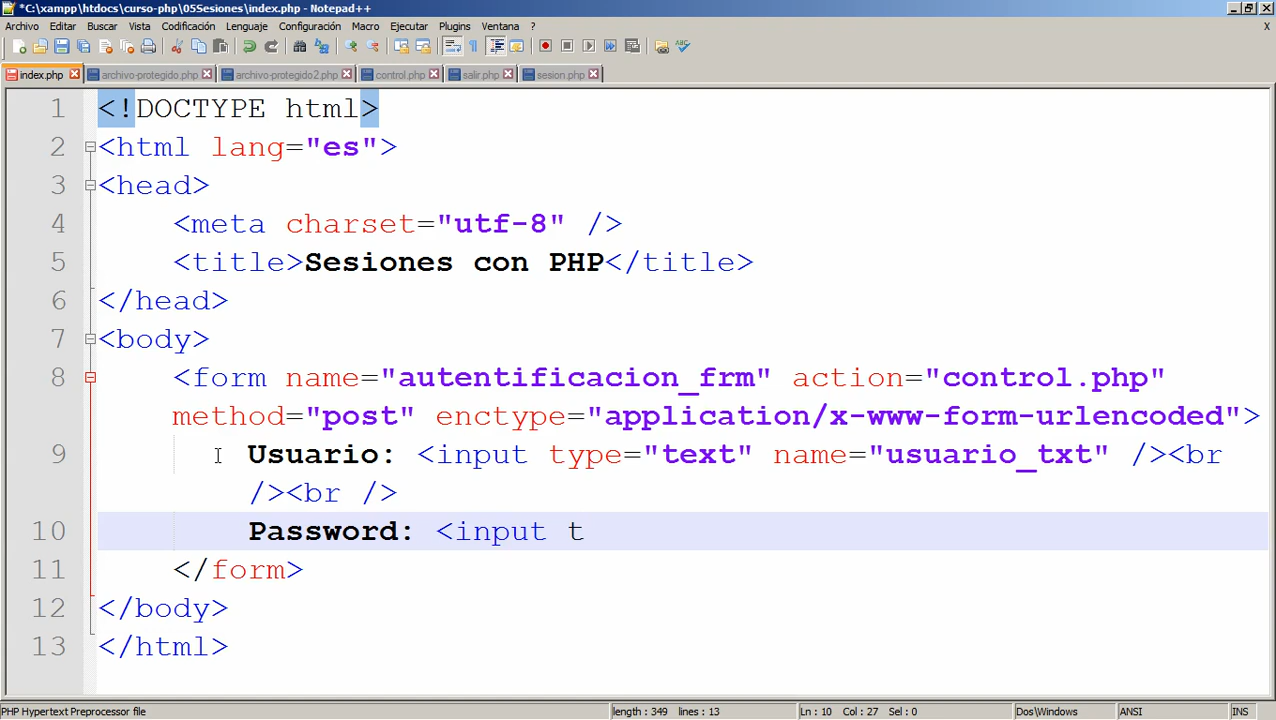 *C:\xampp\htdocs\curso-php\05Sesiones\index.php - Notepad++
Archivo Editar Buscar Vista Codificación Lenguaje Configuración Macro Ejecutar Plugins Ventana ? X
index.php archivo-protegido.php archivo-protegido2.php control.php salir.php sesion.php
1 <!DOCTYPE html>
2 <html lang="es">
3 <head>
4 <meta charset="utf-8" />
5 <title>Sesiones con PHP</title>
6 </head>
7 <body>
8 <form name="autentificacion_frm" action="control.php"
method="post" enctype="application/x-www-form-urlencoded">
9 Usuario: <input type="text" name="usuario_txt" /><br
/><br />
10 Password: <input t
11 </form>
12 </body>
13 </html>
PHP Hypertext Preprocessor file length : 349 lines : 13 Ln : 10 Col : 27 Sel : 0 Dos\Windows ANSI INS